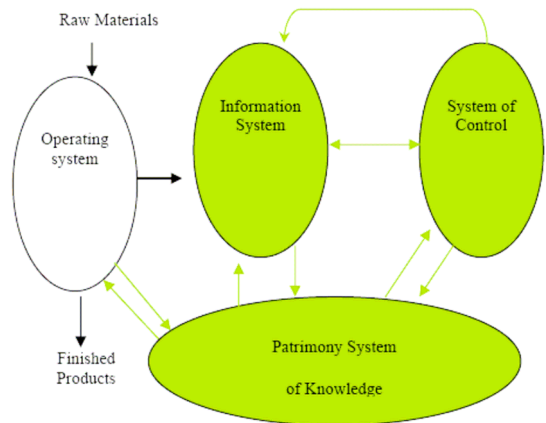 Raw Materials
Operating
system
Information
System
System of
Control
Patrimony System
of Knowledge
Finished
Products